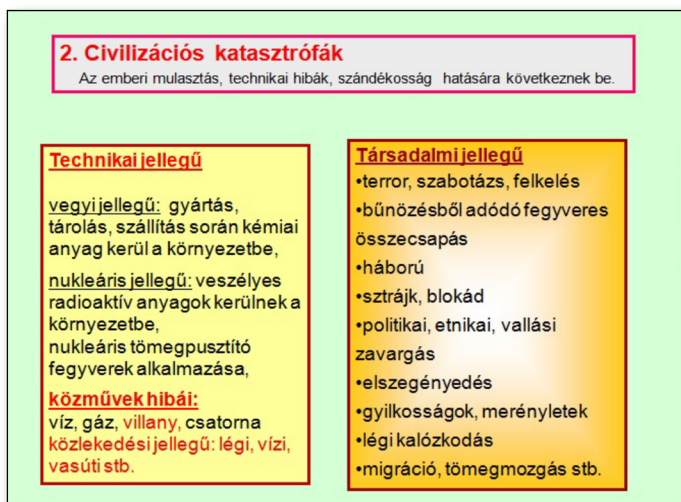 2. Civilizációs katasztrófák
Az emberi mulasztás, technikai hibák, szándékosság hatására következnek be.
Technikai jellegű
vegyi jellegű: gyártás,
tárolás, szállítás során kémiai
anyag kerül a környezetbe,
nukleáris jellegű: veszélyes
radioaktív anyagok kerülnek a
környezetbe,
nukleáris tömegpusztító
fegyverek alkalmazása,
közművek hibái:
víz, gáz, villany, csatorna
közlekedési jellegű: légi, vízi,
vasúti stb.
Társadalmi jellegű
•terror, szabotázs, felkelés
•bűnözésből adódó fegyveres
összecsapás
•háború
•sztrájk, blokád
•politikai, etnikai, vallási
zavargás
•elszegényedés
•gyilkosságok, merényletek
•légi kalózkodás
•migráció, tömegmozgás stb.